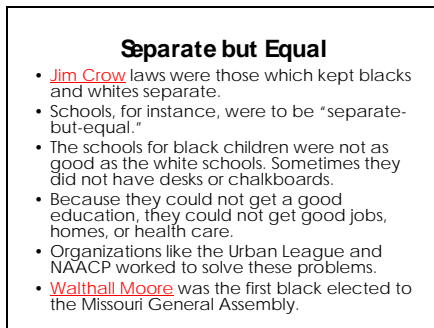 Separate but Equal
• Jim Crow laws were those which kept blacks
and whites separate.
• Schools, for instance, were to be “separate-
but-equal.”
• The schools for black children were not as
good as the white schools. Sometimes they
did not have desks or chalkboards.
• Because they could not get a good
education, they could not get good jobs,
homes, or health care.
• Organizations like the Urban League and
NAACP worked to solve these problems.
• Walthall Moore was the first black elected to
the Missouri General Assembly.